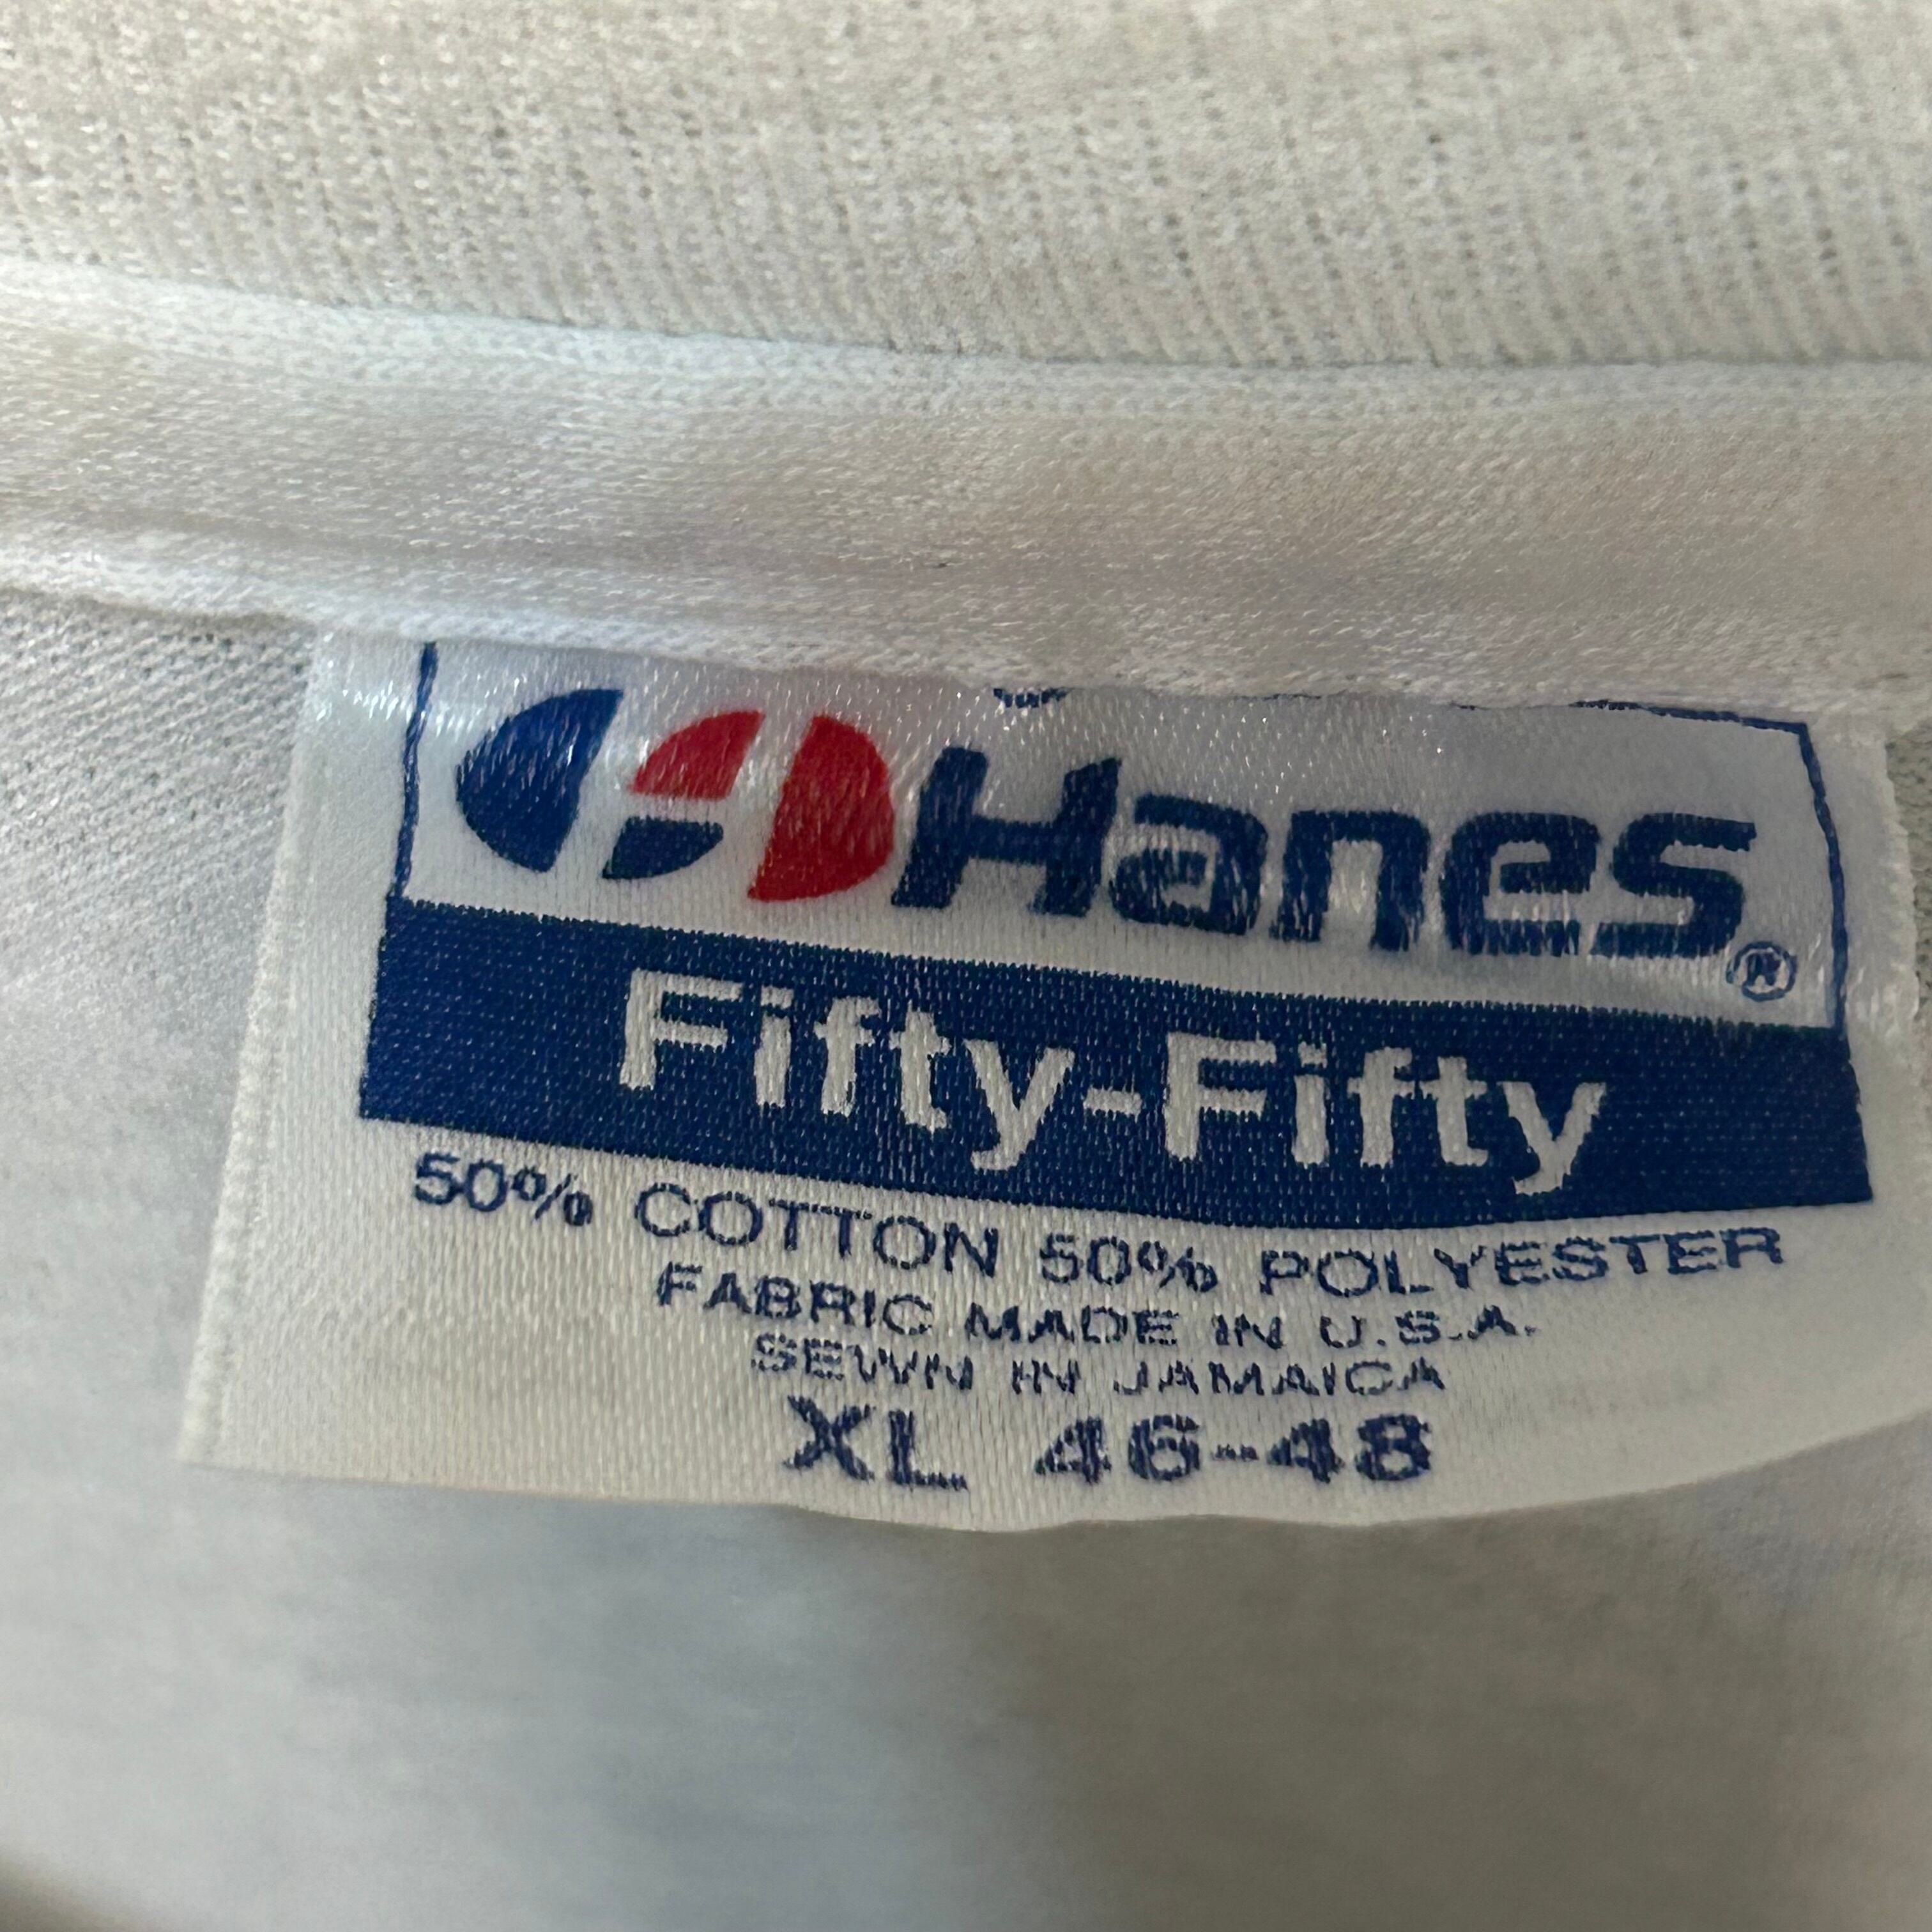 Hanes®
Fifty-Fifty
50% COTTON 50% POLYESTER
FABRIC MADE IN U.S.A.
SEWN IN JAMAICA
XL 46-48